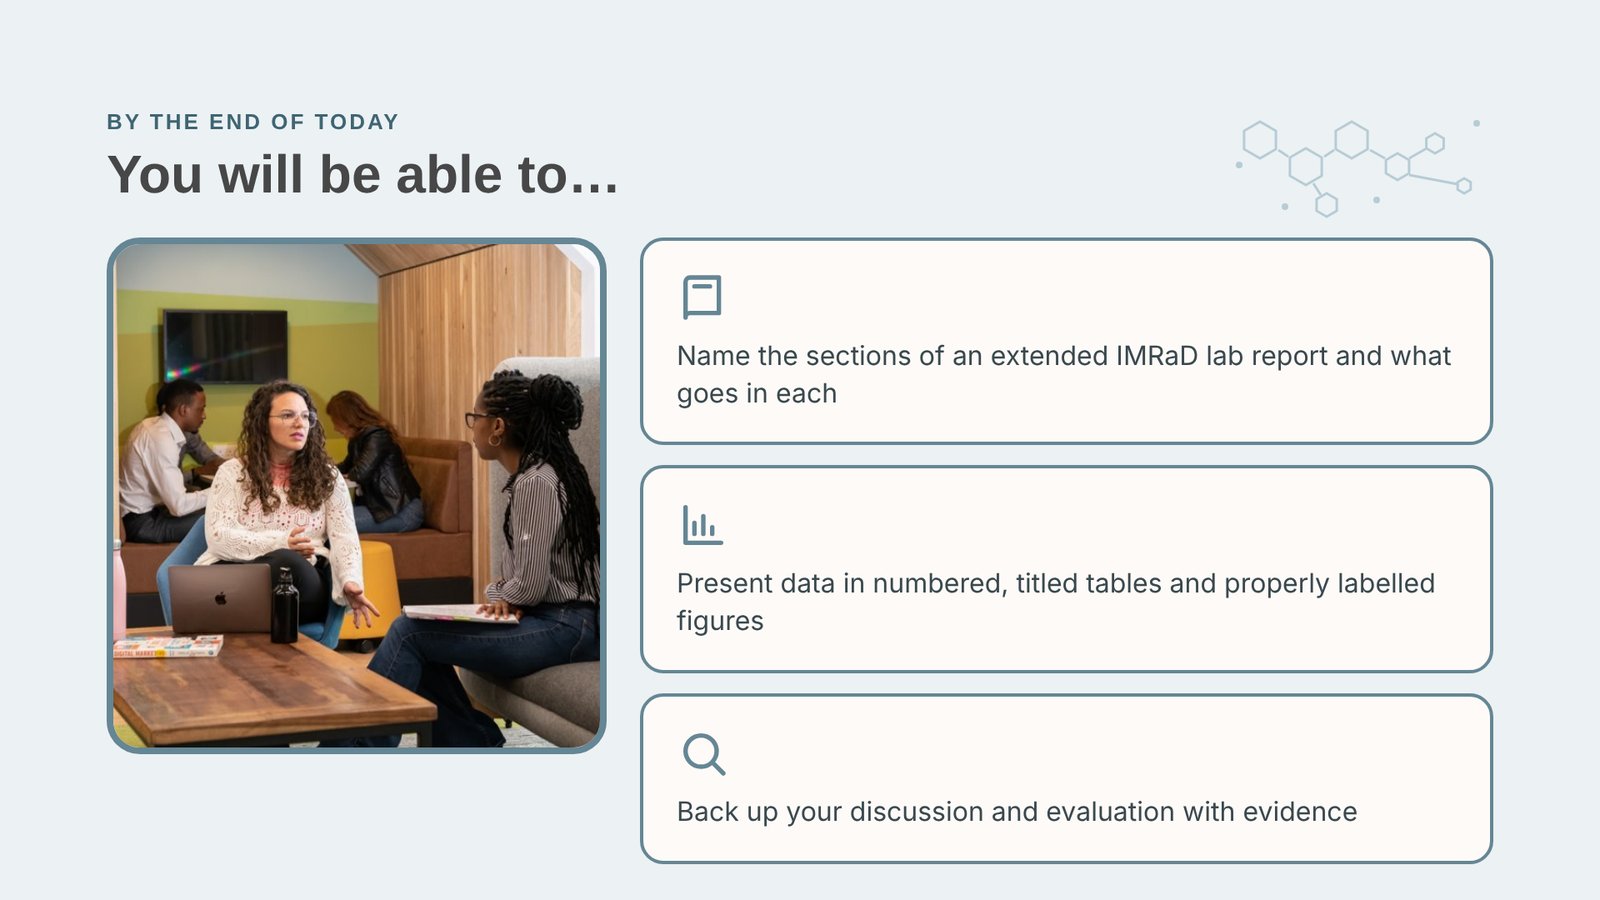 BY THE END OF TODAY
You will be able to…
DIGITAL MARKETING
Name the sections of an extended IMRaD lab report and what
goes in each
Present data in numbered, titled tables and properly labelled
figures
Back up your discussion and evaluation with evidence